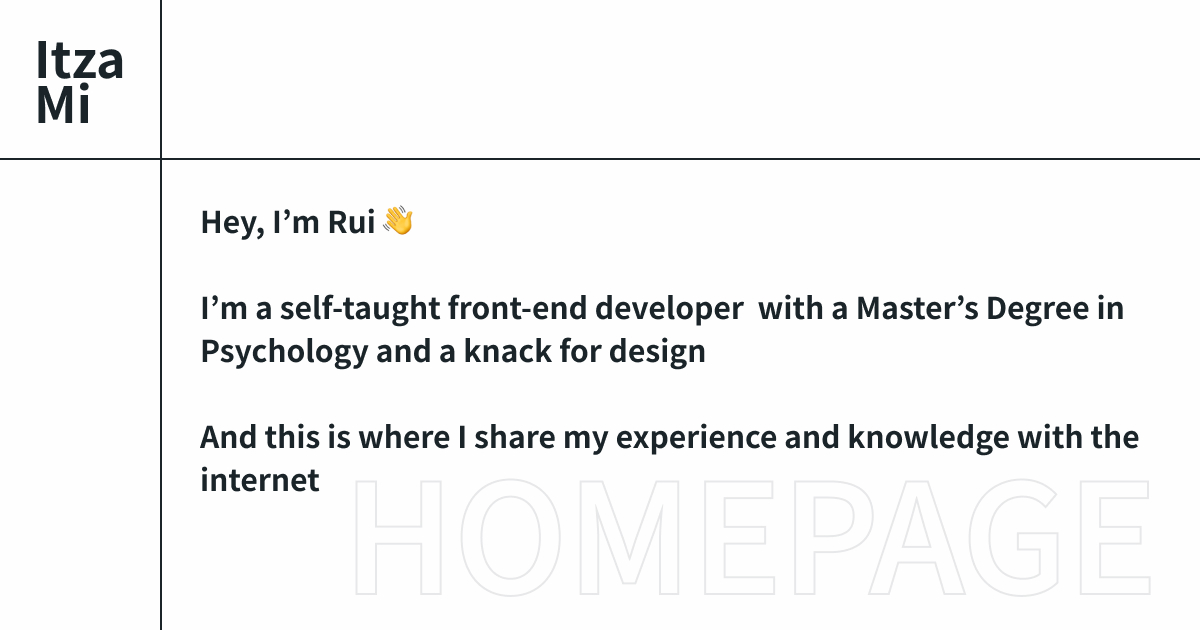 Itza
Mi
Hey, I’m Rui 👋
I’m a self-taught front-end developer  with a Master’s Degree in
Psychology and a knack for design
And this is where I share my experience and knowledge with the
internet
HOMEPAGE